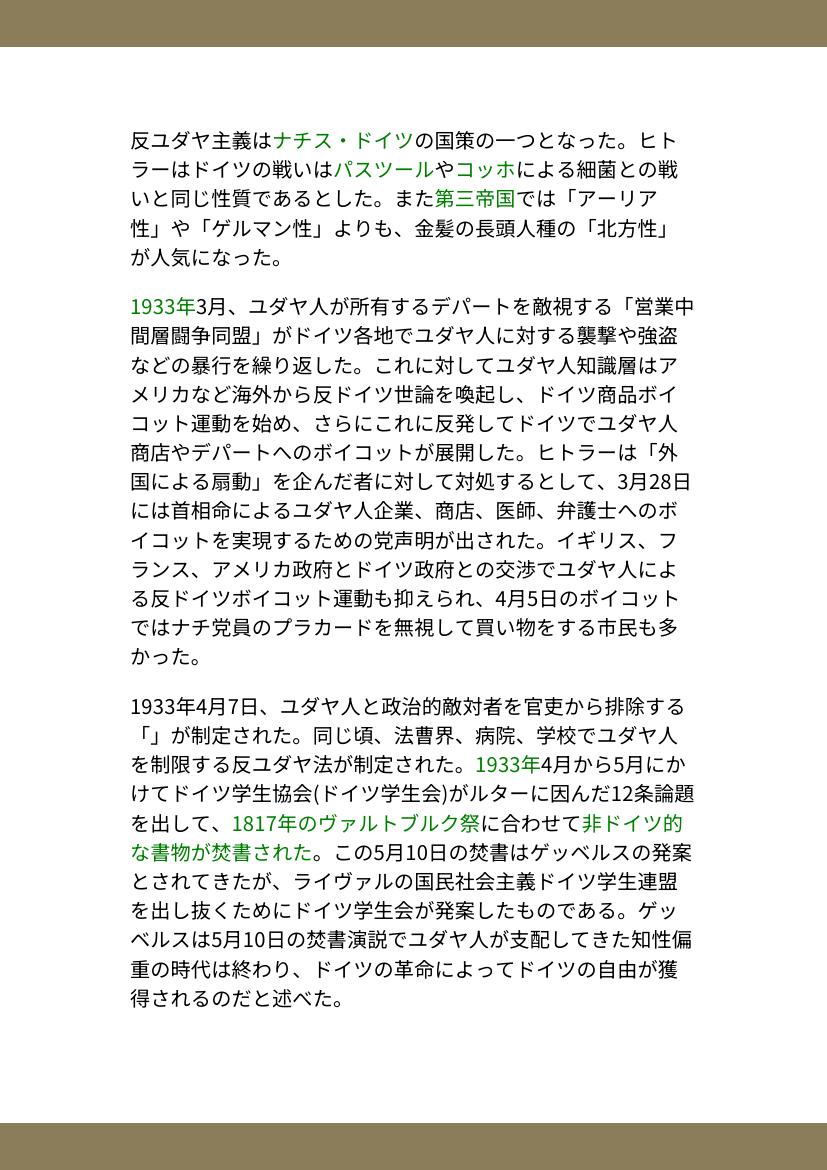 反ユダヤ主義はナチス・ドイツの国策の一つとなった。ヒト
ラーはドイツの戦いはパスツールやコッホによる細菌との戦
いと同じ性質であるとした。また第三帝国では「アーリア
性」や「ゲルマン性」よりも、金髪の長頭人種の「北方性」
が人気になった。
1933年3月、ユダヤ人が所有するデパートを敵視する「営業中
間層闘争同盟」がドイツ各地でユダヤ人に対する襲撃や強盗
などの暴行を繰り返した。これに対してユダヤ人知識層はア
メリカなど海外から反ドイツ世論を喚起し、ドイツ商品ボイ
コット運動を始め、さらにこれに反発してドイツでユダヤ人
商店やデパートへのボイコットが展開した。ヒトラーは「外
国による扇動」を企んだ者に対して対処するとして、3月28日
には首相命によるユダヤ人企業、商店、医師、弁護士へのボ
イコットを実現するための党声明が出された。イギリス、フ
ランス、アメリカ政府とドイツ政府との交渉でユダヤ人によ
る反ドイツボイコット運動も抑えられ、4月5日のボイコット
ではナチ党員のプラカードを無視して買い物をする市民も多
かった。
1933年4月7日、ユダヤ人と政治的敵対者を官吏から排除する
「」が制定された。同じ頃、法曹界、病院、学校でユダヤ人
を制限する反ユダヤ法が制定された。1933年4月から5月にか
けてドイツ学生協会(ドイツ学生会)がルターに因んだ12条論題
を出して、1817年のヴァルトブルク祭に合わせて非ドイツ的
な書物が焚書された。この5月10日の焚書はゲッベルスの発案
とされてきたが、ライヴァルの国民社会主義ドイツ学生連盟
を出し抜くためにドイツ学生会が発案したものである。ゲッ
ベルスは5月10日の焚書演説でユダヤ人が支配してきた知性偏
重の時代は終わり、ドイツの革命によってドイツの自由が獲
得されるのだと述べた。